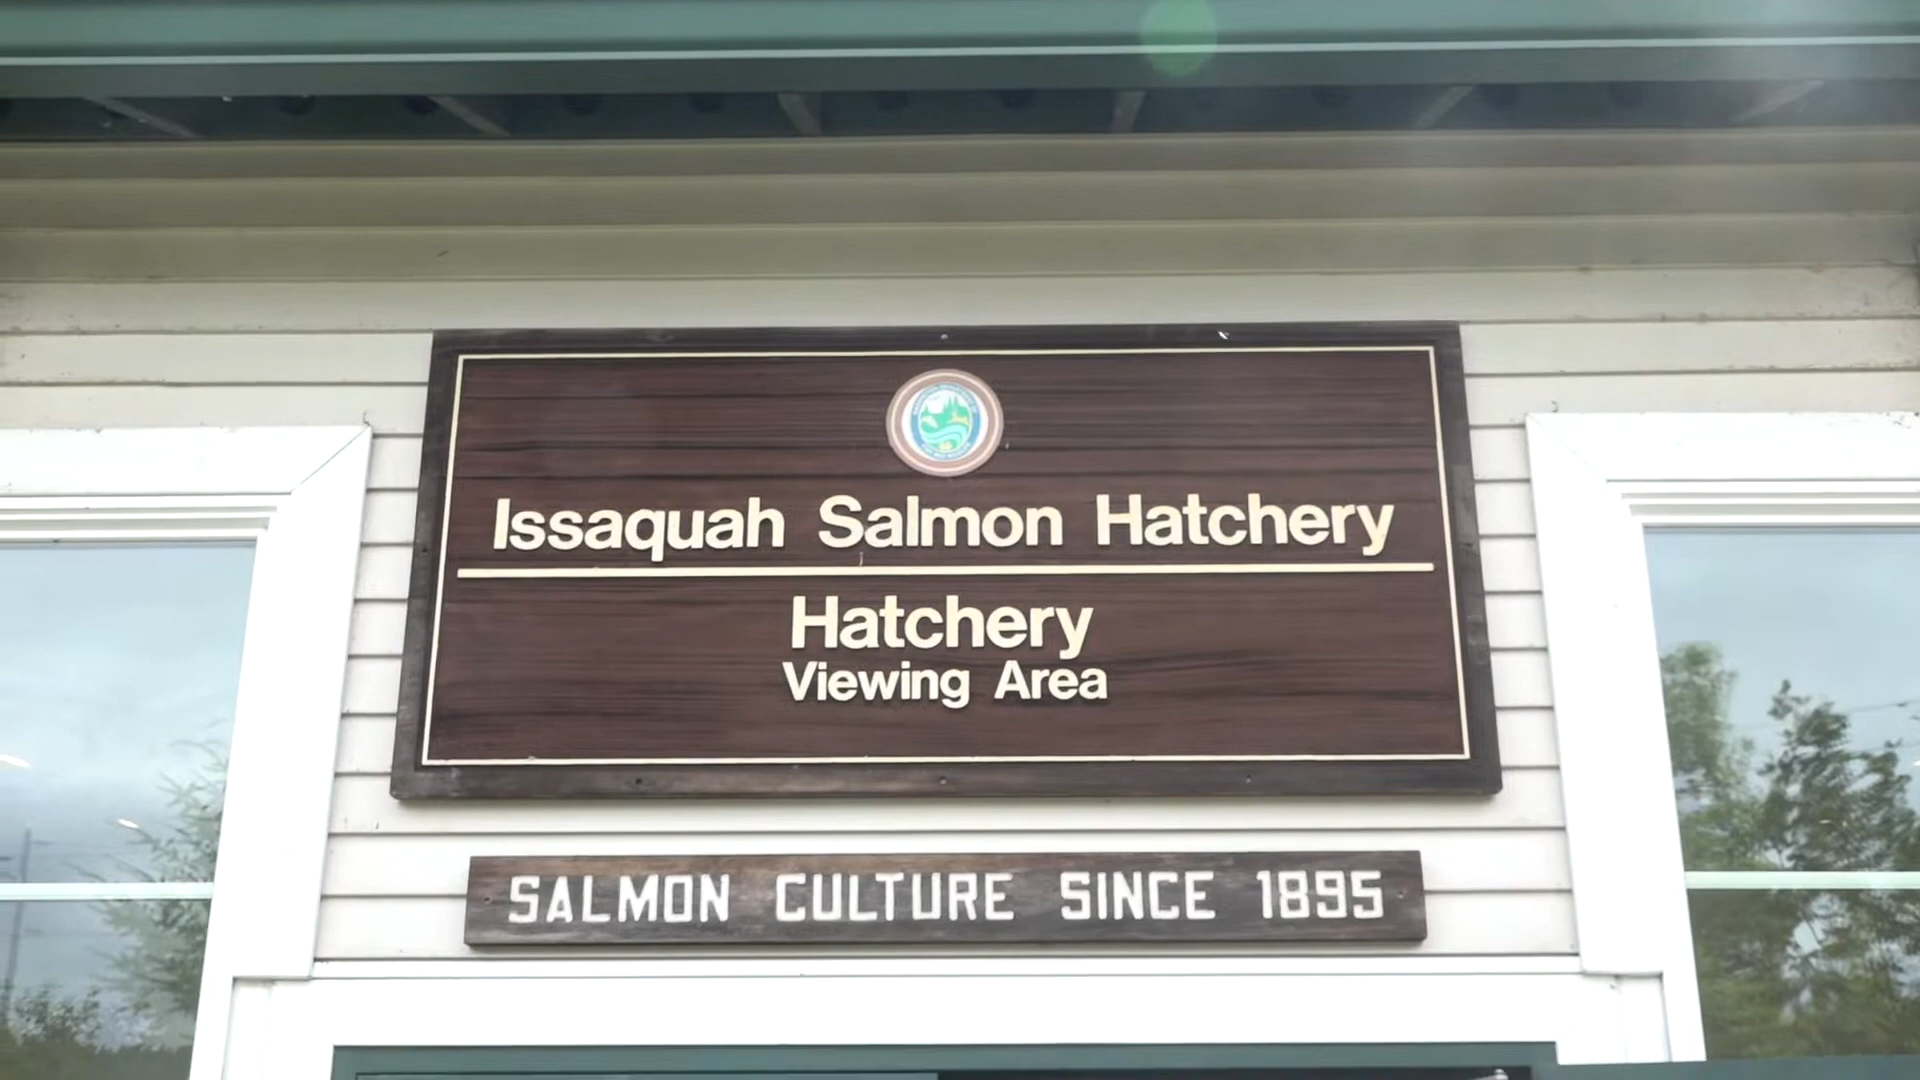 Issaquah Salmon Hatchery
Hatchery
Viewing Area
SALMON CULTURE SINCE 1895